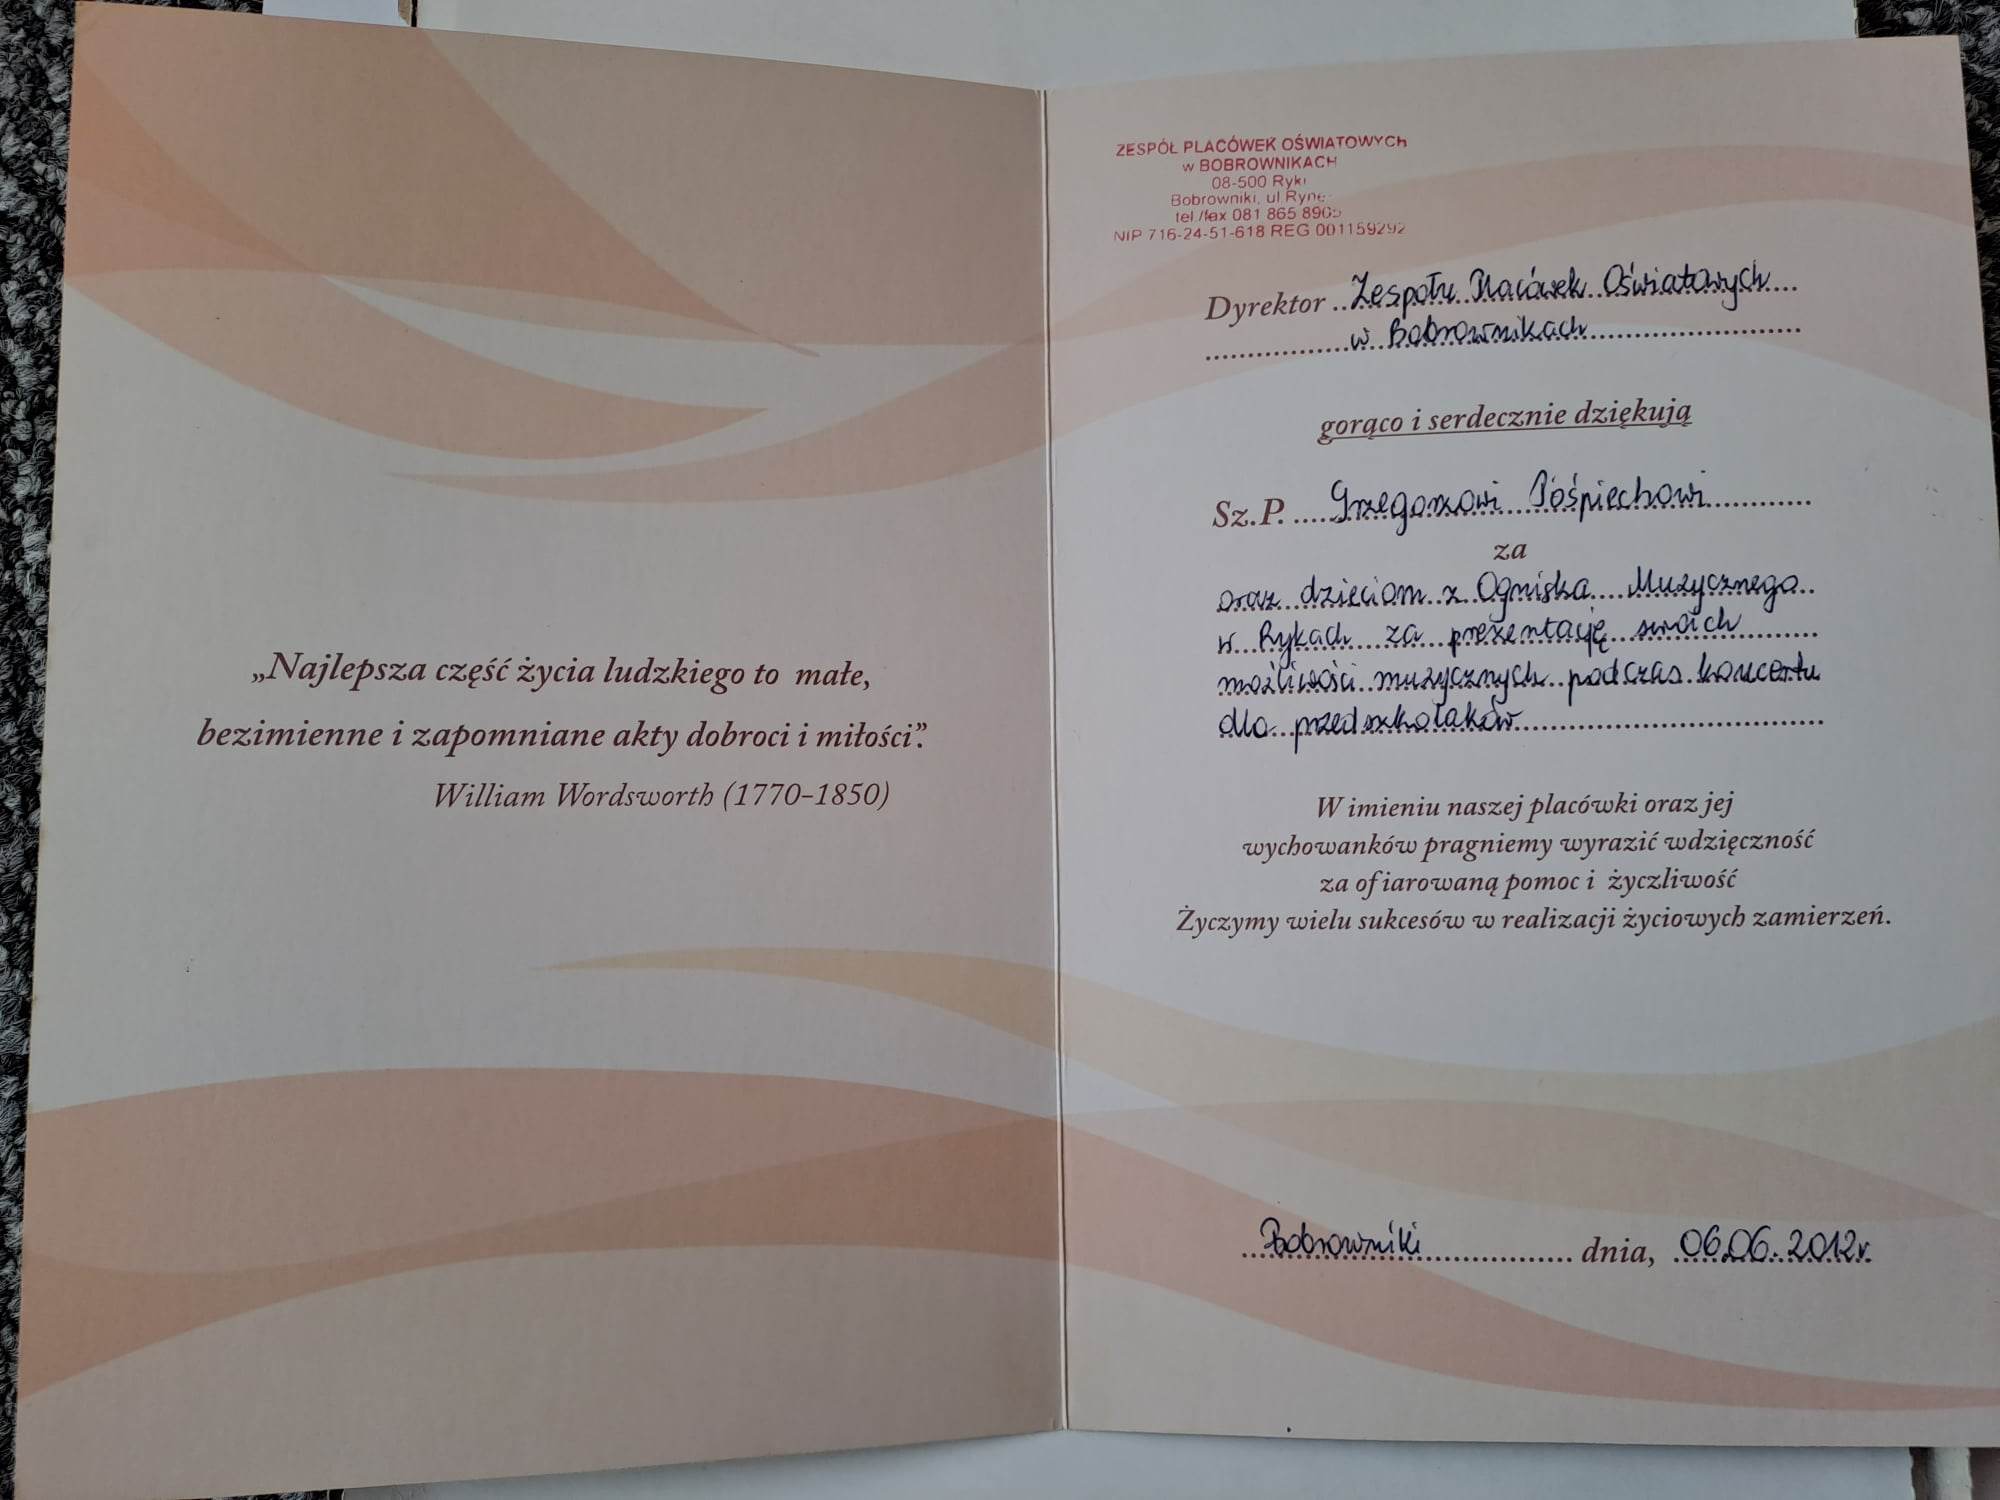 „Najlepsza część życia ludzkiego to małe,
bezimienne i zapomniane akty dobroci i miłości”.
William Wordsworth (1770–1850)
ZESPÓŁ PLACÓWEK OŚWIATOWYCH
w BOBROWNIKACH
08-500 Ryki
Bobrowniki, ul.
tel./fax 081 865
NIP 716-24-51-618 REG 001159292
Dyrektor Zespołu Placówek Oświatowych
w Bobrownikach
gorąco i serdecznie dziękują
Sz.P. Grzegorzowi Pośpiechowi
za
oraz dzieciom z Ogniska Muzycznego
w Rykach za prezentację swoich
możliwości muzycznych podczas koncertu
dla przedszkolaków
W imieniu naszej placówki oraz jej
wychowanków pragniemy wyrazić wdzięczność
za ofiarowaną pomoc i życzliwość
Życzymy wielu sukcesów w realizacji życiowych zamierzeń.
Bobrowniki dnia, 06.06.2012r.